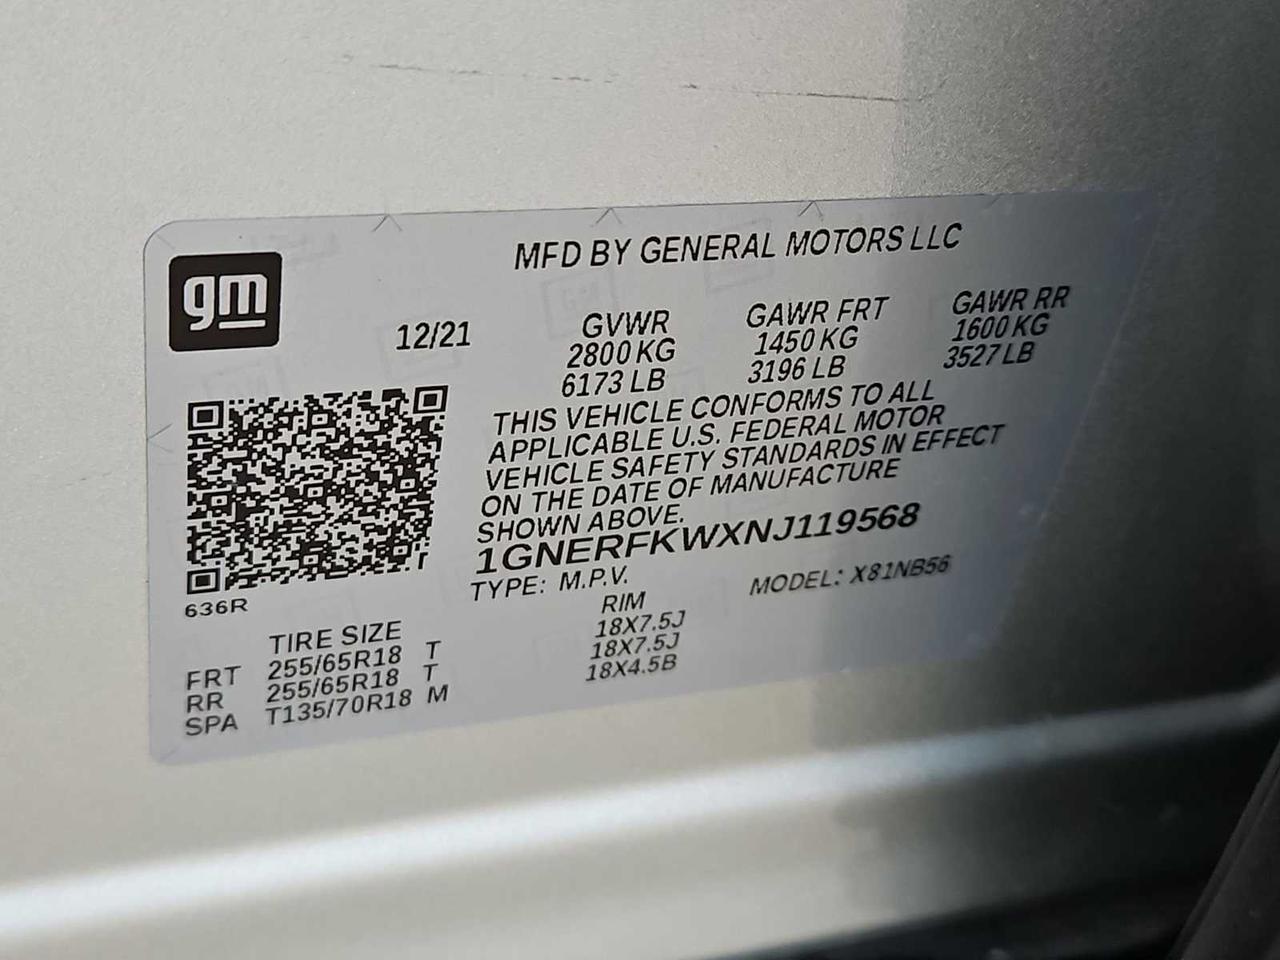 gm
MFD BY GENERAL MOTORS LLC
12/21
GVWR GAWR FRT GAWR RR
2800 KG 1450 KG 1600 KG
6173 LB 3196 LB 3527 LB
THIS VEHICLE CONFORMS TO ALL
APPLICABLE U.S. FEDERAL MOTOR
VEHICLE SAFETY STANDARDS IN EFFECT
ON THE DATE OF MANUFACTURE
SHOWN ABOVE.
1GNERFKWXNJ119568
TYPE: M.P.V. MODEL: X81NB56
636R
TIRE SIZE RIM
FRT 255/65R18 T 18X7.5J
RR 255/65R18 T 18X7.5J
SPA T135/70R18 M 18X4.5B